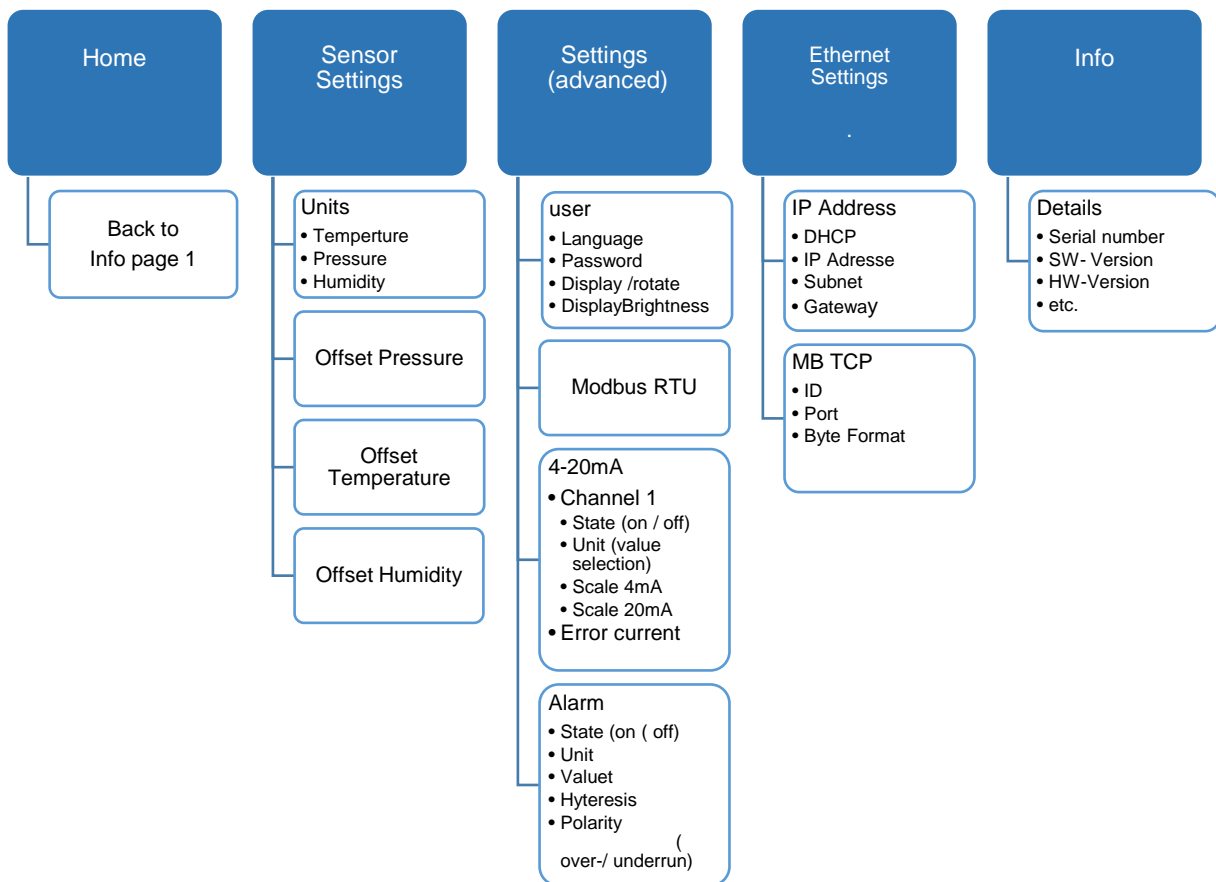 Home
Back to
Info page 1
Sensor
Settings
Units
• Temperture
• Pressure
• Humidity
Offset Pressure
Offset
Temperature
Offset Humidity
Settings
(advanced)
user
• Language
• Password
• Display /rotate
• DisplayBrightness
Modbus RTU
4-20mA
• Channel 1
• State (on / off)
• Unit (value
selection)
• Scale 4mA
• Scale 20mA
• Error current
Alarm
• State (on ( off)
• Unit
• Valuet
• Hyteresis
• Polarity
(
over-/ underrun)
Ethernet
Settings
.
IP Address
• DHCP
• IP Adresse
• Subnet
• Gateway
MB TCP
• ID
• Port
• Byte Format
Info
Details
• Serial number
• SW- Version
• HW-Version
• etc.